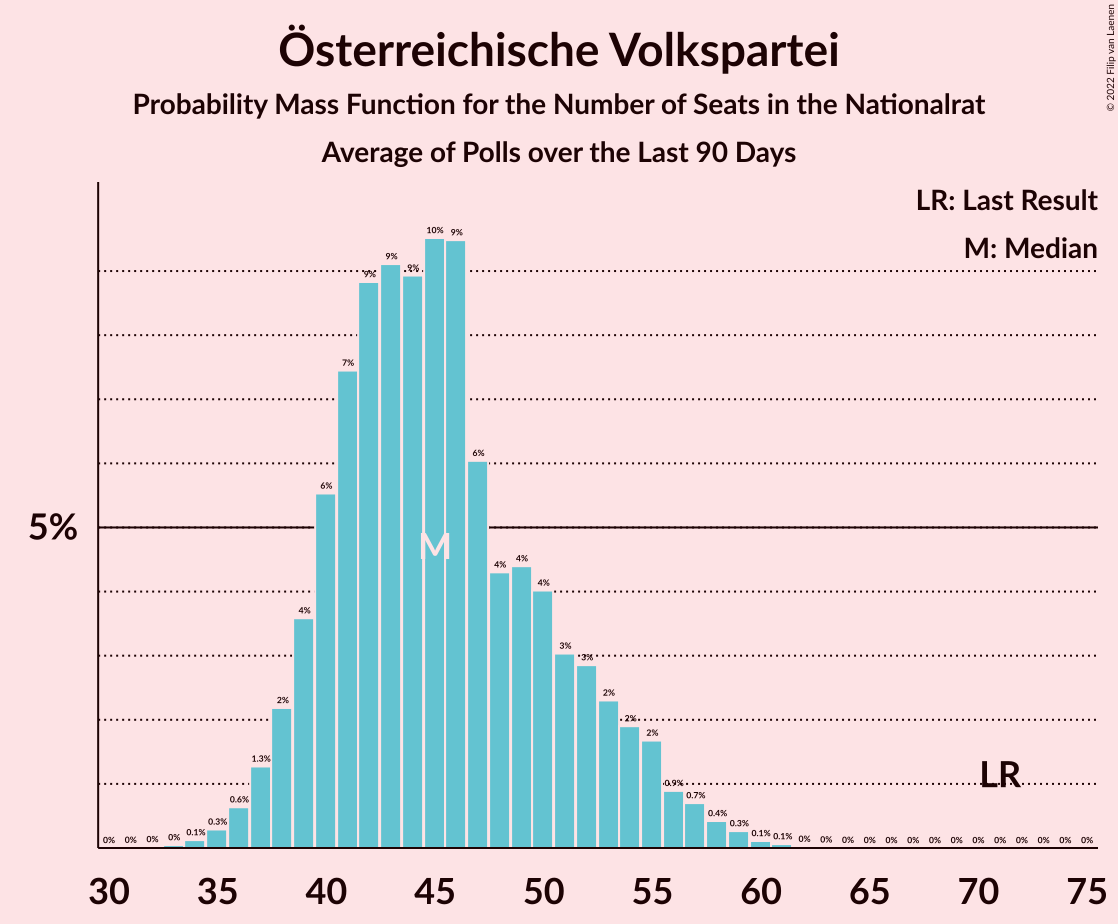 Österreichische Volkspartei
Probability Mass Function for the Number of Seats in the Nationalrat
Average of Polls over the Last 90 Days
© 2022 Filip van Laenen
LR: Last Result
M: Median
5%
0% 0% 0% 0% 0.1% 0.3% 0.6% 1.3% 2% 4% 6% 7% 9% 9% 9% 10% 9% 6% 4% 4% 4% 3% 3% 2% 2% 2% 0.9% 0.7% 0.4% 0.3% 0.1% 0.1% 0% 0% 0% 0% 0% 0% 0% 0% 0% 0% 0% 0% 0% 0%
M
LR
30 35 40 45 50 55 60 65 70 75